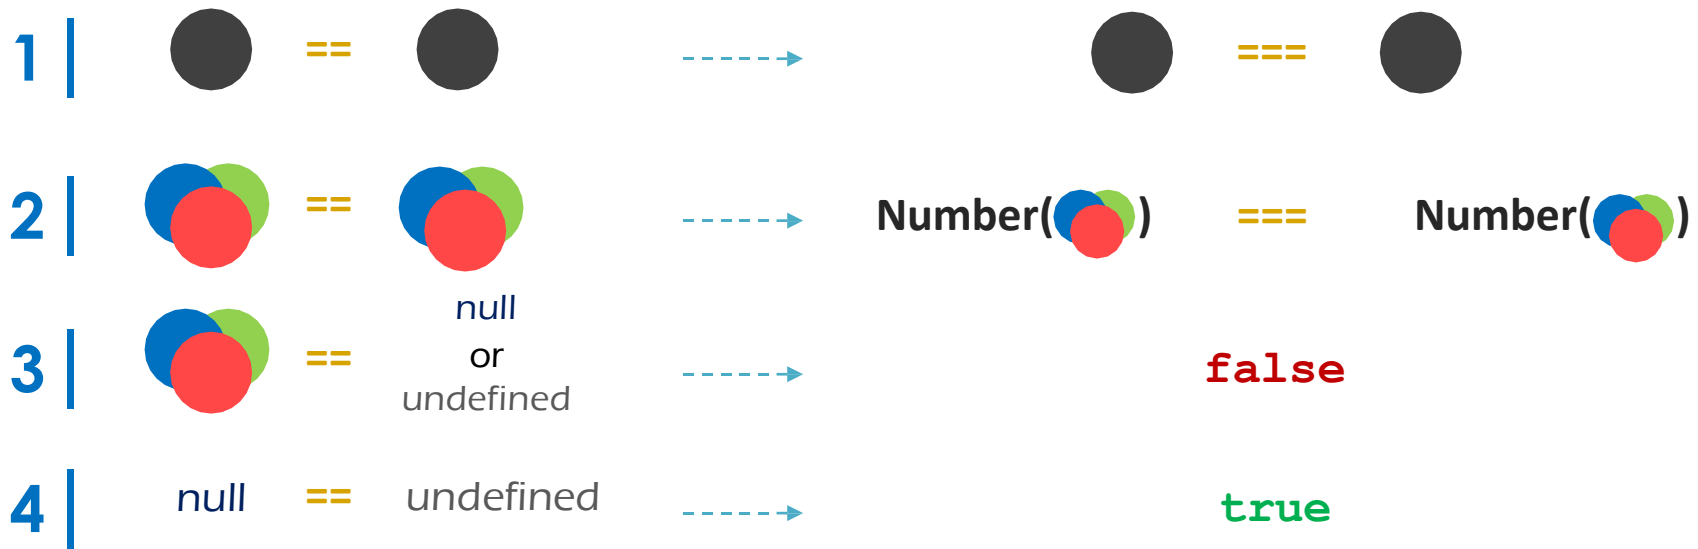 1 == ===
2 == Number( ) === Number( )
3 == null or undefined false
4 null == undefined true